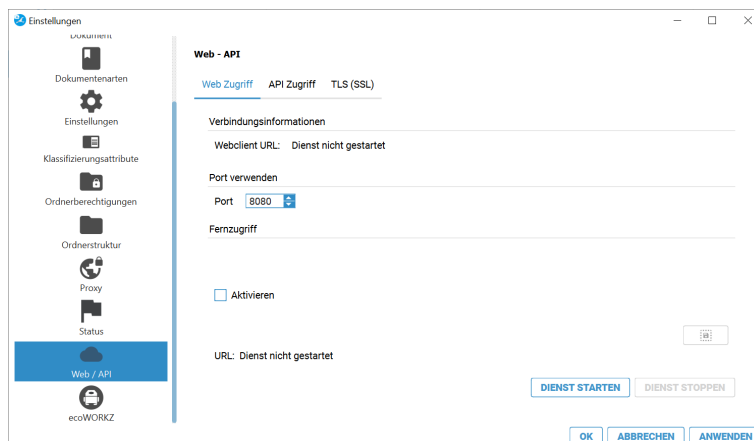 Einstellungen
Dokument
Dokumentenarten
Einstellungen
Klassifizierungsattribute
Ordnerberechtigungen
Ordnerstruktur
Proxy
Status
Web / API
ecoWORKZ
Web - API
Web Zugriff API Zugriff TLS (SSL)
Verbindungsinformationen
Webclient URL: Dienst nicht gestartet
Port verwenden
Port 8080
Fernzugriff
Aktivieren
URL: Dienst nicht gestartet
DIENST STARTEN DIENST STOPPEN
OK ABBRECHEN ANWENDEN